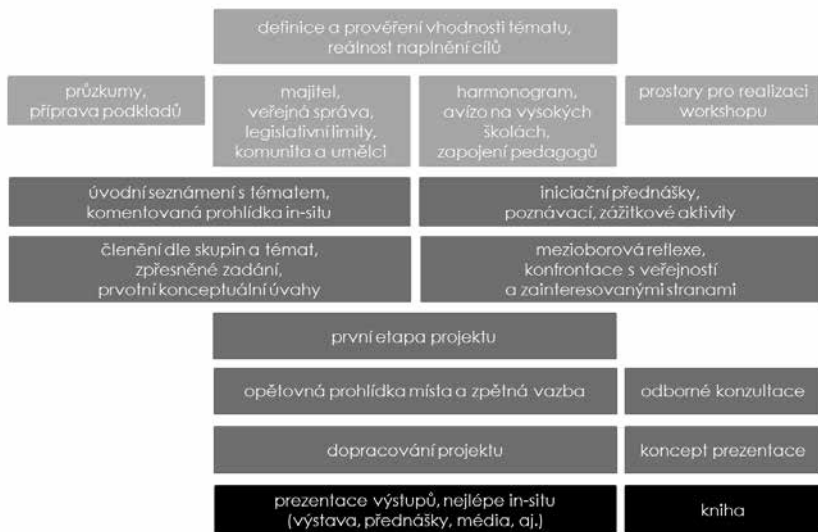 definice a prověření vhodnosti tématu,
reálnost naplnění cílů
průzkumy,
příprava podkladů
majitel,
veřejná správa,
legislativní limity,
komunita a umělci
harmonogram,
avízo na vysokých
školách,
zapojení pedagogů
prostory pro realizaci
workshopu
úvodní seznámení s tématem,
komentovaná prohlídka in-situ
iniciační přednášky,
poznávací, zážitkové aktivity
členění dle skupin a témat,
zpřesněné zadání,
prvotní konceptuální úvahy
mezioborová reflexe,
konfrontace s veřejností
a zainteresovanými stranami
první etapa projektu
opětovná prohlídka místa a zpětná vazba
odborné konzultace
dopracování projektu
koncept prezentace
prezentace výstupů, nejlépe in-situ
(výstava, přednášky, média, aj.)
kniha